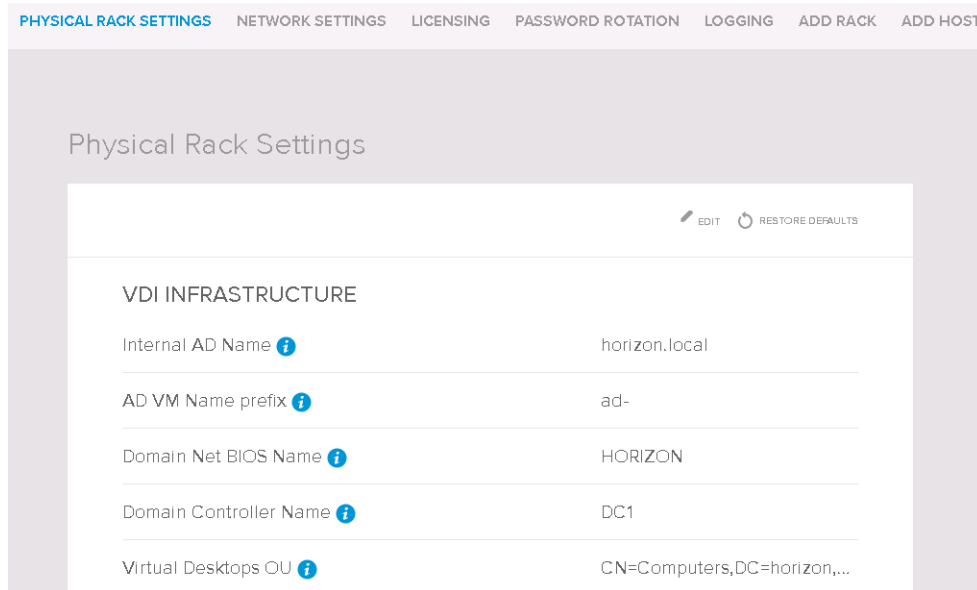 PHYSICAL RACK SETTINGS NETWORK SETTINGS LICENSING PASSWORD ROTATION LOGGING ADD RACK ADD HOST
Physical Rack Settings
EDIT RESTORE DEFAULTS
VDI INFRASTRUCTURE
Internal AD Name horizon.local
AD VM Name prefix ad-
Domain Net BIOS Name HORIZON
Domain Controller Name DC1
Virtual Desktops OU CN=Computers,DC=horizon,...